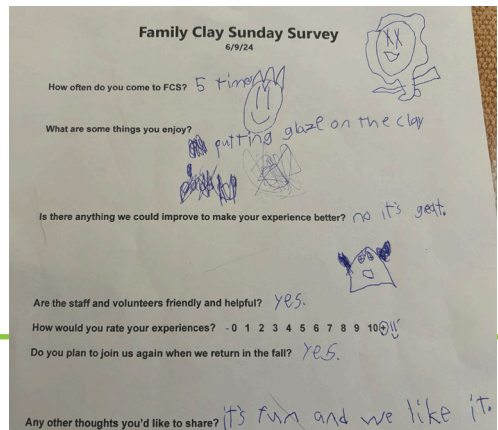 Family Clay Sunday Survey
6/9/24
How often do you come to FCS? 5 times
What are some things you enjoy?
putting glaze on the clay
Is there anything we could improve to make your experience better? no it's geat.
Are the staff and volunteers friendly and helpful? yes.
How would you rate your experiences? - 0 1 2 3 4 5 6 7 8 9 10+!!
Do you plan to join us again when we return in the fall? Yes.
Any other thoughts you'd like to share? it's fun and we like it.